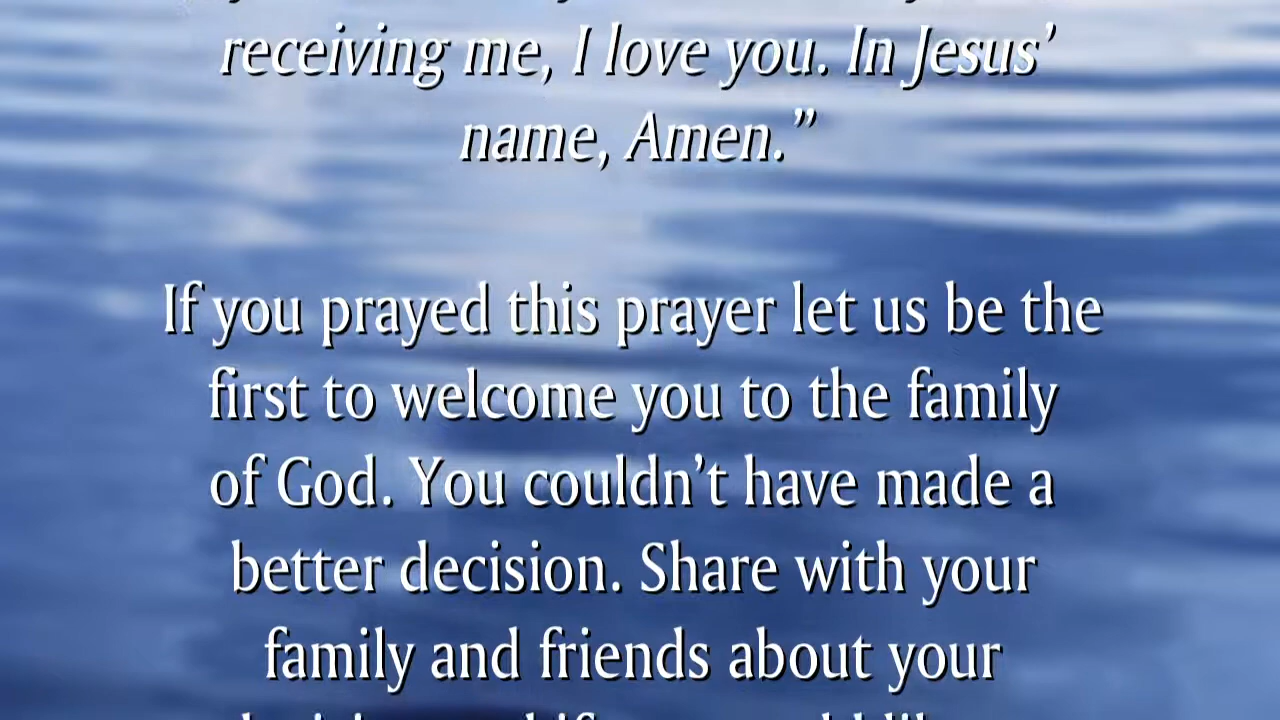 receiving me, I love you. In Jesus’
name, Amen.”
If you prayed this prayer let us be the
first to welcome you to the family
of God. You couldn’t have made a
better decision. Share with your
family and friends about your